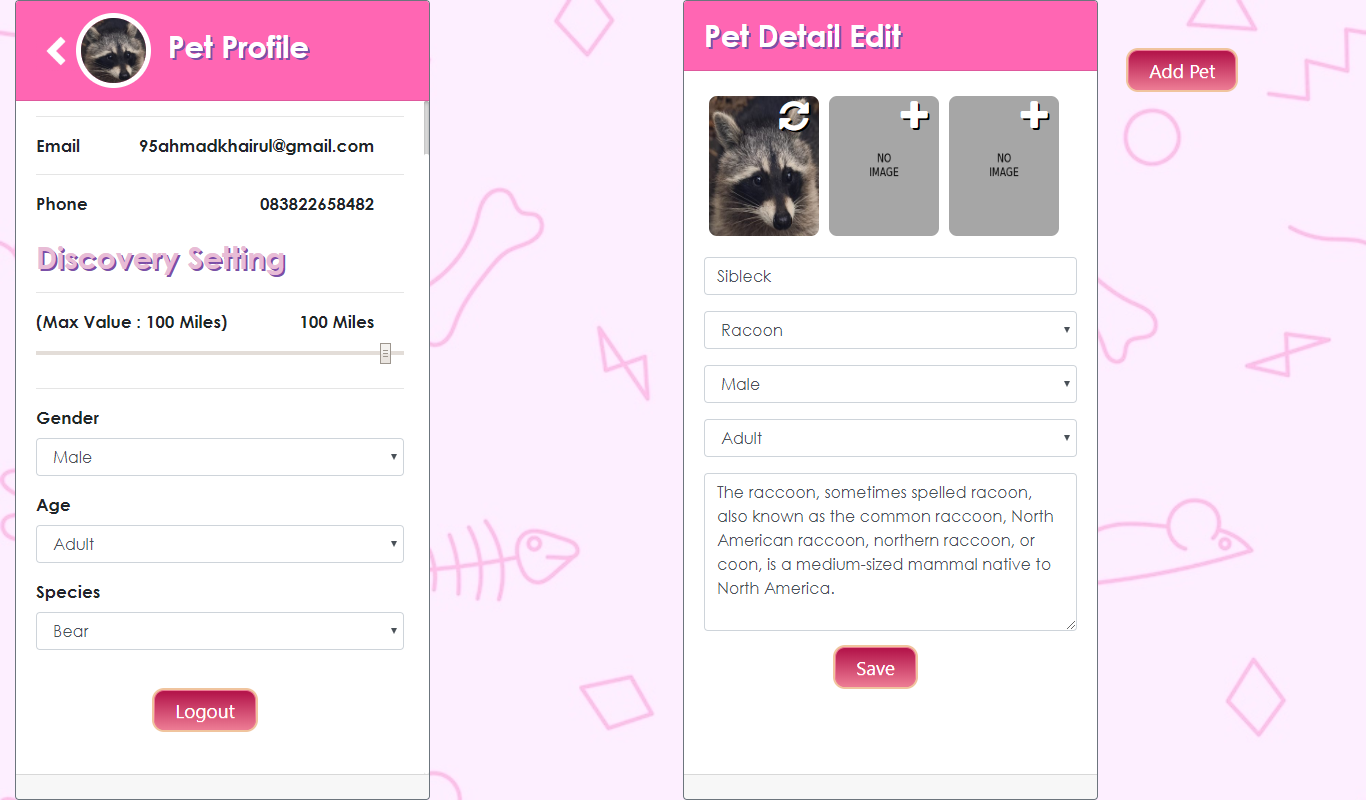 Pet Profile
Email 95ahmadkhairul@gmail.com
Phone 083822658482
Discovery Setting
(Max Value : 100 Miles) 100 Miles
Gender
Male
Age
Adult
Species
Bear
Logout
Pet Detail Edit
NO
IMAGE
NO
IMAGE
Sibleck
Racoon
Male
Adult
The raccoon, sometimes spelled racoon,
also known as the common raccoon, North
American raccoon, northern raccoon, or
coon, is a medium-sized mammal native to
North America.
Save
Add Pet